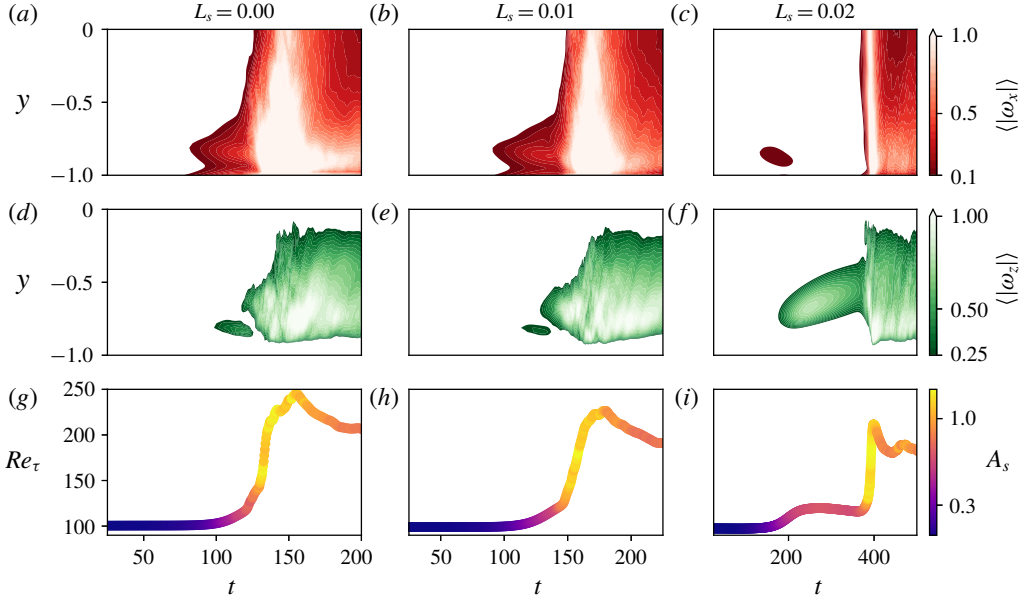 (a) L_s = 0.00 (b) L_s = 0.01 (c) L_s = 0.02
0 1.0
y −0.5 0.5 ⟨|ω_x|⟩
−1.0 0.1
(d) (e) (f)
0 1.00
y −0.5 0.50 ⟨|ω_z|⟩
−1.0 0.25
(g) (h) (i)
250
200 1.0
Re_τ A_s
150 0.3
100
50 100 150 200 50 100 150 200 200 400
t t t